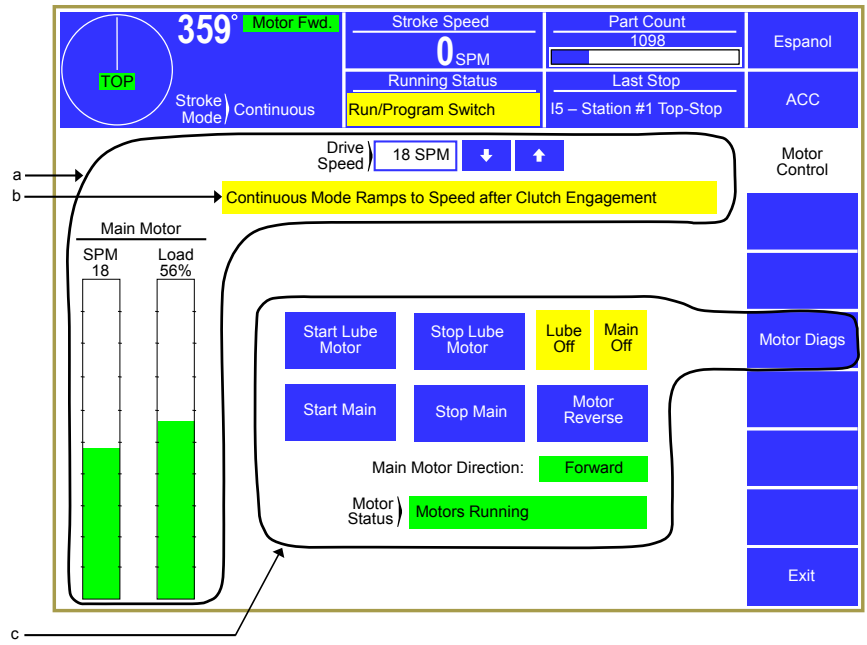 359° Motor Fwd.
TOP
Stroke
Mode
Continuous
Stroke Speed
0 SPM
Part Count
1098
Espanol
Running Status
Run/Program Switch
Last Stop
I5 – Station #1 Top-Stop
ACC
a
Drive
Speed
18 SPM
Motor
Control
b
Continuous Mode Ramps to Speed after Clutch Engagement
Main Motor
SPM
18
Load
56%
Start Lube
Motor
Stop Lube
Motor
Lube
Off
Main
Off
Motor Diags
Start Main
Stop Main
Motor
Reverse
Main Motor Direction:
Forward
Motor
Status
Motors Running
Exit
c